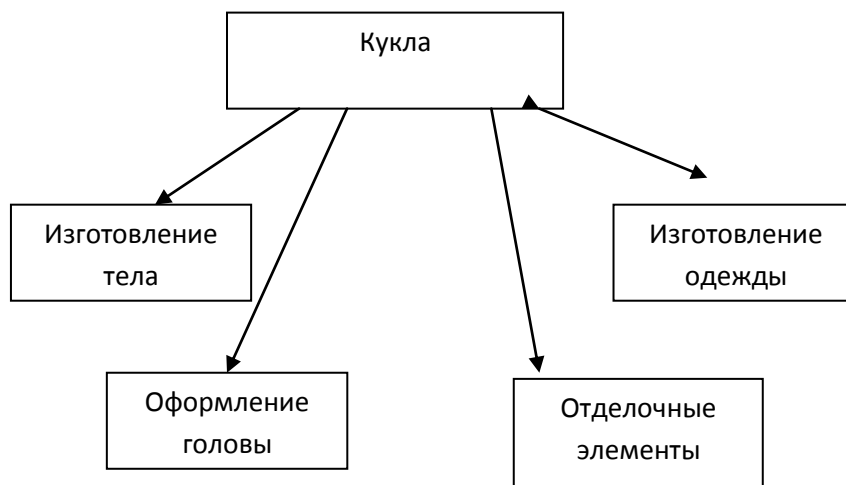 Кукла
Изготовление
тела
Изготовление
одежды
Оформление
головы
Отделочные
элементы